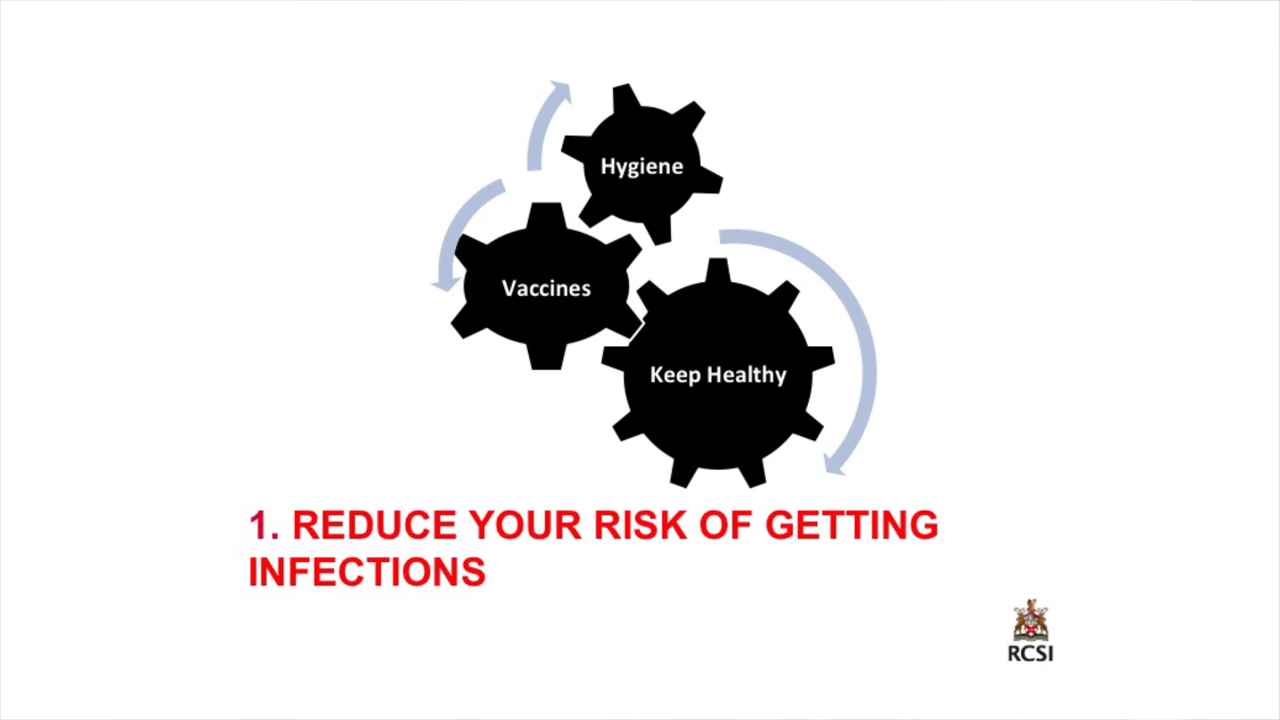 Hygiene
Vaccines
Keep Healthy
1. REDUCE YOUR RISK OF GETTING
INFECTIONS
RCSI